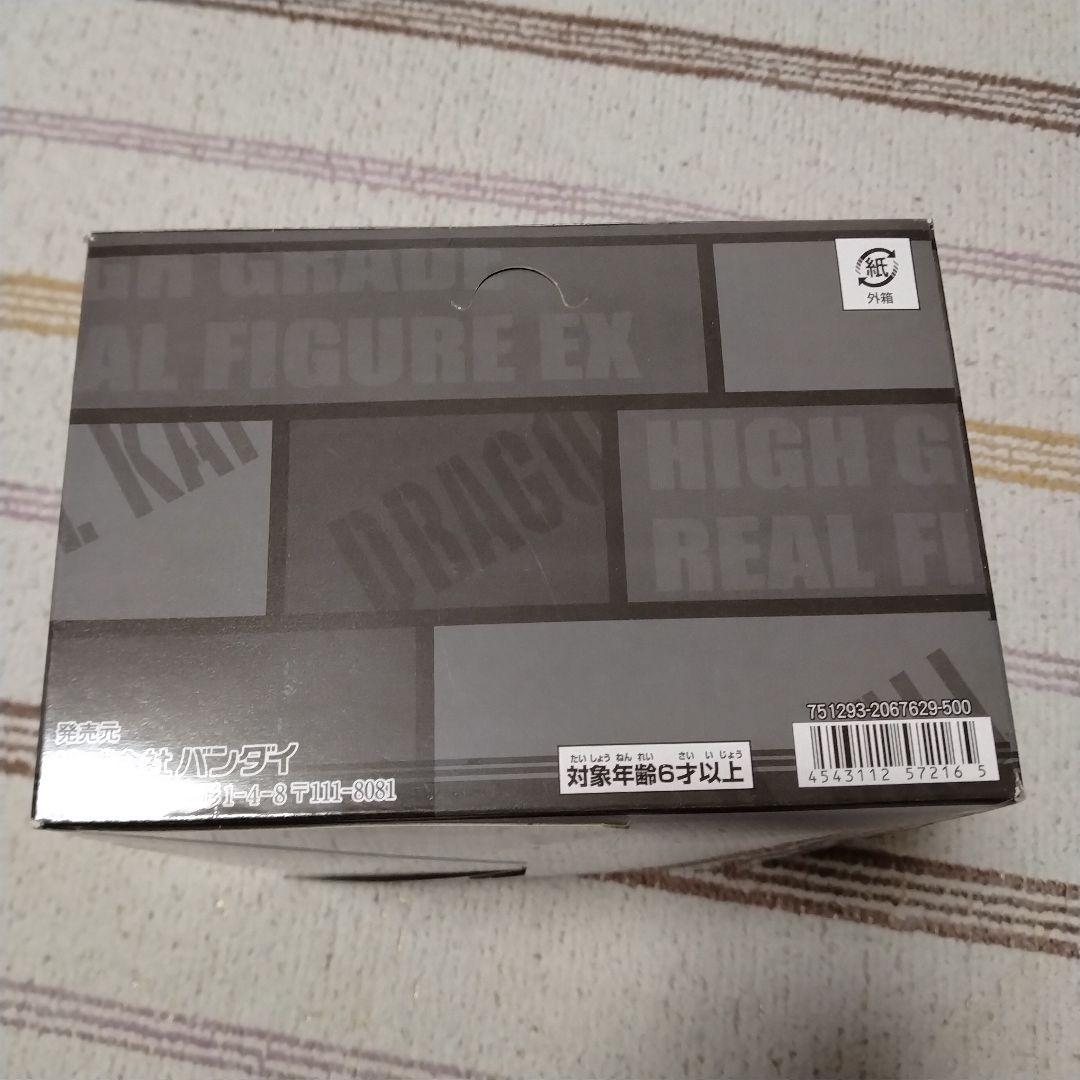 GH GRADE
AL FIGURE EX
紙
外箱
KAI
DRAGO
HIGH G
REAL FI
751293-2067629-500
発売元
会社 バンダイ
1-4-8 〒111-8081
たいしょうねんれい さいいじょう
対象年齢6才以上
4543112 57216 5